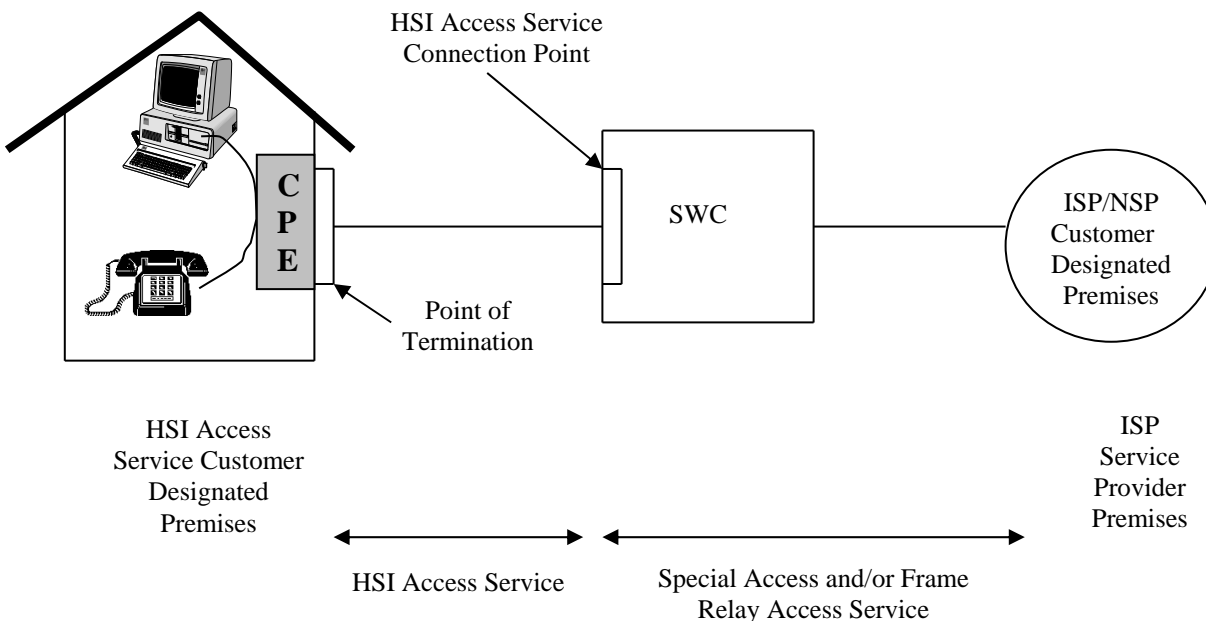 HSI Access Service
Connection Point
C
P
E
SWC
ISP/NSP
Customer
Designated
Premises
Point of
Termination
HSI Access
Service Customer
Designated
Premises
ISP
Service
Provider
Premises
HSI Access Service
Special Access and/or Frame
Relay Access Service